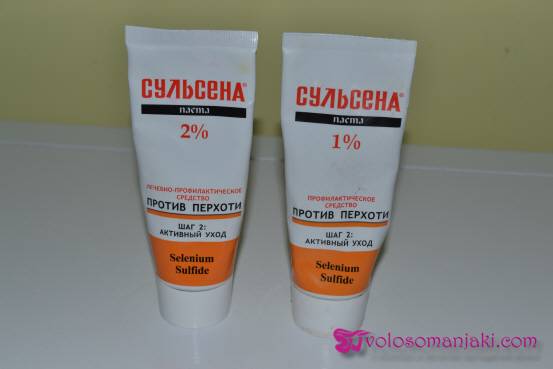 СУЛЬСЕНА®
паста
2%
ЛЕЧЕБНО-ПРОФИЛАКТИЧЕСКОЕ
СРЕДСТВО
ПРОТИВ ПЕРХОТИ
ШАГ 2:
АКТИВНЫЙ УХОД
Selenium
Sulfide
СУЛЬСЕНА®
паста
1%
ПРОФИЛАКТИЧЕСКОЕ
СРЕДСТВО
ПРОТИВ ПЕРХОТИ
ШАГ 2:
АКТИВНЫЙ УХОД
Selenium
Sulfide
volosomanjaki.com